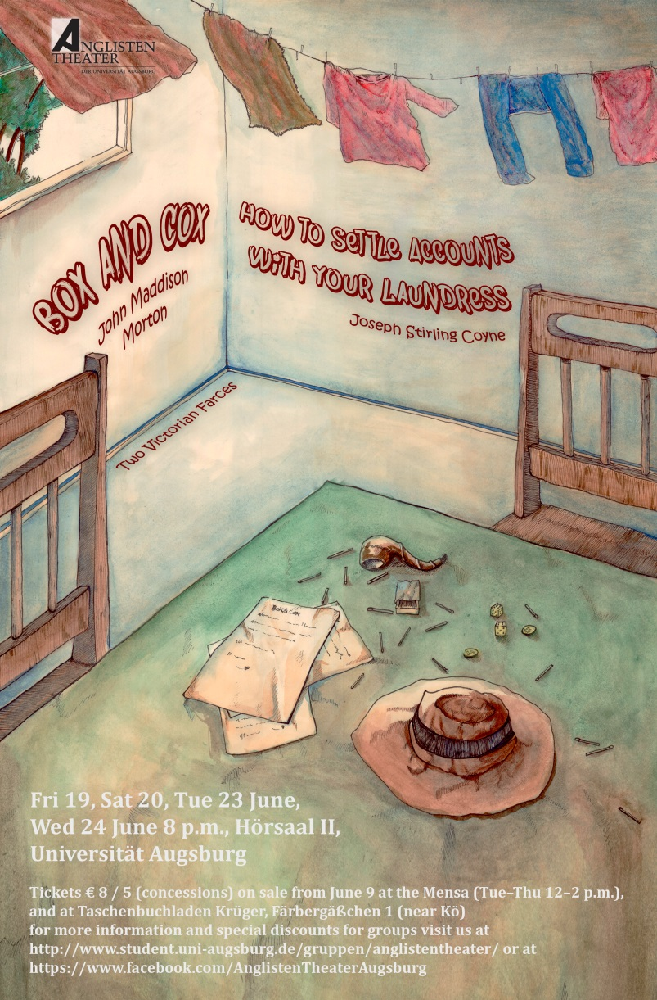 ANGLISTEN
THEATER
DER UNIVERSITÄT AUGSBURG
BOX AND COX
John Maddison
Morton
HOW TO SETTLE ACCOUNTS
WITH YOUR LAUNDRESS
Joseph Stirling Coyne
Two Victorian Farces
Box & Cox
Fri 19, Sat 20, Tue 23 June,
Wed 24 June 8 p.m., Hörsaal II,
Universität Augsburg
Tickets € 8 / 5 (concessions) on sale from June 9 at the Mensa (Tue–Thu 12–2 p.m.),
and at Taschenbuchladen Krüger, Färbergäßchen 1 (near Kö)
for more information and special discounts for groups visit us at
http://www.student.uni-augsburg.de/gruppen/anglistentheater/ or at
https://www.facebook.com/AnglistenTheaterAugsburg